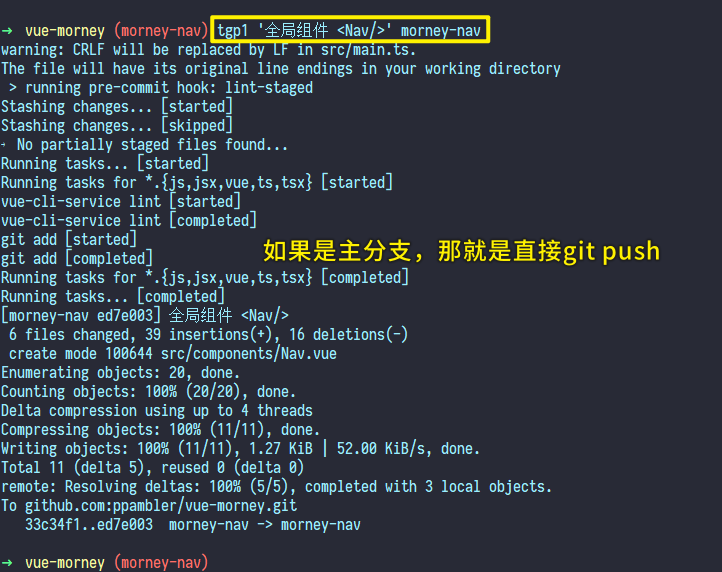 → vue-morney (morney-nav) tgp1 '全局组件 <Nav/>' morney-nav
warning: CRLF will be replaced by LF in src/main.ts.
The file will have its original line endings in your working directory
 > running pre-commit hook: lint-staged
Stashing changes... [started]
Stashing changes... [skipped]
→ No partially staged files found...
Running tasks... [started]
Running tasks for *.{js,jsx,vue,ts,tsx} [started]
vue-cli-service lint [started]
vue-cli-service lint [completed]
git add [started]
git add [completed]
如果是主分支，那就是直接git push
Running tasks for *.{js,jsx,vue,ts,tsx} [completed]
Running tasks... [completed]
[morney-nav ed7e003] 全局组件 <Nav/>
 6 files changed, 39 insertions(+), 16 deletions(-)
 create mode 100644 src/components/Nav.vue
Enumerating objects: 20, done.
Counting objects: 100% (20/20), done.
Delta compression using up to 4 threads
Compressing objects: 100% (11/11), done.
Writing objects: 100% (11/11), 1.27 KiB | 52.00 KiB/s, done.
Total 11 (delta 5), reused 0 (delta 0)
remote: Resolving deltas: 100% (5/5), completed with 3 local objects.
To github.com:ppambler/vue-morney.git
   33c34f1..ed7e003  morney-nav -> morney-nav
→ vue-morney (morney-nav)